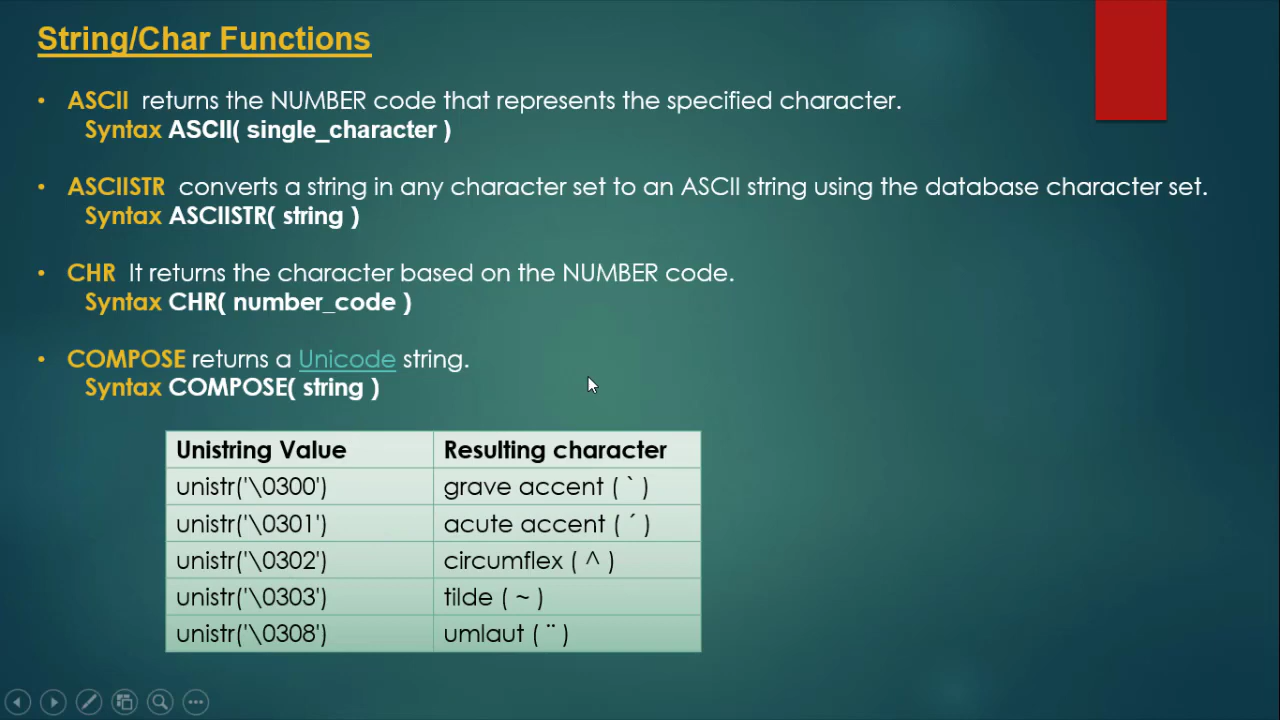 String/Char Functions
• ASCII returns the NUMBER code that represents the specified character.
Syntax ASCII( single_character )
• ASCIISTR converts a string in any character set to an ASCII string using the database character set.
Syntax ASCIISTR( string )
• CHR It returns the character based on the NUMBER code.
Syntax CHR( number_code )
• COMPOSE returns a Unicode string.
Syntax COMPOSE( string )
Unistring Value Resulting character
unistr('\0300') grave accent ( ` )
unistr('\0301') acute accent ( ´ )
unistr('\0302') circumflex ( ^ )
unistr('\0303') tilde ( ~ )
unistr('\0308') umlaut ( ¨ )